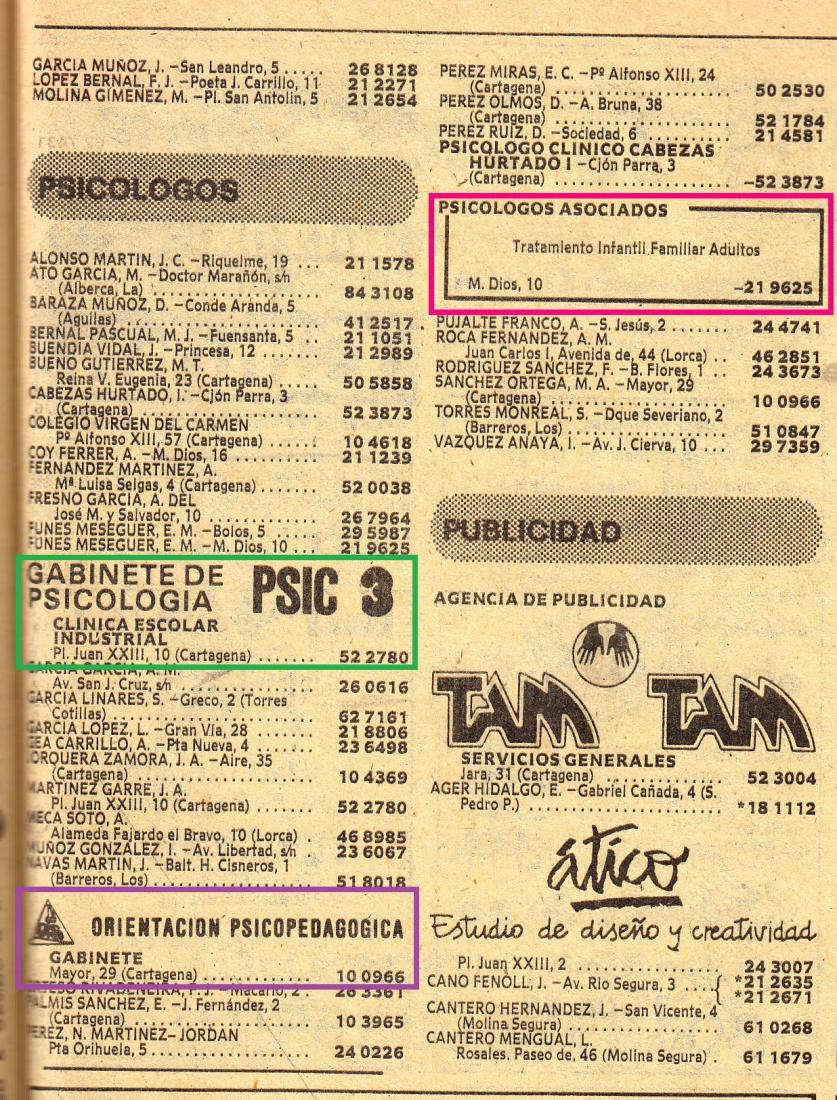 GARCIA MUÑOZ, J. –San Leandro, 5 ..... 26 8128
LOPEZ BERNAL, F. J. –Poeta J. Carrillo, 11 21 2271
MOLINA GIMENEZ, M. –Pl. San Antolin, 5 21 2654
PSICOLOGOS
ALONSO MARTIN, J. C. –Riquelme, 19 ... 21 1578
ATO GARCIA, M. –Doctor Marañón, s/n
(Alberca, La) .................... 84 3108
BARAZA MUÑOZ, D. –Conde Aranda, 5
(Aguilas) ........................ 41 2517
BERNAL PASCUAL, M. J. –Fuensanta, 5 .. 21 1051
BUENDIA VIDAL, J. –Princesa, 12 ...... 21 2989
BUENO GUTIERREZ, M. T.
Reina V. Eugenia, 23 (Cartagena) ..... 50 5858
CABEZAS HURTADO, I. –Cjón Parra, 3
(Cartagena) ...................... 52 3873
COLEGIO VIRGEN DEL CARMEN
Pº Alfonso XIII, 57 (Cartagena) ...... 10 4618
COY FERRER, A. –M. Dios, 16 .......... 21 1239
FERNANDEZ MARTINEZ, A.
Mª Luisa Selgas, 4 (Cartagena) ....... 52 0038
FRESNO GARCIA, A. DEL
José M. y Salvador, 10 ............... 26 7964
FUNES MESEGUER, E. M. –Bolos, 5 ...... 29 5987
FUNES MESEGUER, E. M. –M. Dios, 10 ... 21 9625
GABINETE DE PSICOLOGIA PSIC 3
CLINICA ESCOLAR
INDUSTRIAL
Pl. Juan XXIII, 10 (Cartagena) ....... 52 2780
GARCIA GARCIA, A. M.
Av. San J. Cruz, s/n ................. 26 0616
GARCIA LINARES, S. –Greco, 2 (Torres
Cotillas) ........................ 62 7161
GARCIA LOPEZ, L. –Gran Vía, 28 ....... 21 8806
GEA CARRILLO, A. –Pta Nueva, 4 ....... 23 6498
JORQUERA ZAMORA, J. A. –Aire, 35
(Cartagena) ...................... 10 4369
MARTINEZ GARRE, J. A.
Pl. Juan XXIII, 10 (Cartagena) ....... 52 2780
MECA SOTO, A.
Alameda Fajardo el Bravo, 10 (Lorca) . 46 8985
MUÑOZ GONZALEZ, I. –Av. Libertad, s/n 23 6067
NAVAS MARTIN, J. –Balt. H. Cisneros, 1
(Barreros, Los) .................. 51 8018
ORIENTACION PSICOPEDAGOGICA
GABINETE
Mayor, 29 (Cartagena) ................ 10 0966
RIVADENEIRA, F. J. –Macario, 2 . 26 3361
PALMIS SANCHEZ, E. –J. Fernández, 2
(Cartagena) ...................... 10 3965
PEREZ, N. MARTINEZ–JORDAN
Pta Orihuela, 5 ...................... 24 0226
PEREZ MIRAS, E. C. –Pº Alfonso XIII, 24
(Cartagena) ...................... 50 2530
PEREZ OLMOS, D. –A. Bruna, 38
(Cartagena) ...................... 52 1784
PEREZ RUIZ, D. –Sociedad, 6 .......... 21 4581
PSICOLOGO CLINICO CABEZAS
HURTADO I –Cjón Parra, 3
(Cartagena) ...................... –52 3873
PSICOLOGOS ASOCIADOS
Tratamiento Infantil Familiar Adultos
M. Dios, 10 –21 9625
PUJALTE FRANCO, A. –S. Jesús, 2 ...... 24 4741
ROCA FERNANDEZ, A. M.
Juan Carlos I, Avenida de, 44 (Lorca) .. 46 2851
RODRIGUEZ SANCHEZ, F. –B. Flores, 1 .. 24 3673
SANCHEZ ORTEGA, M. A. –Mayor, 29
(Cartagena) ...................... 10 0966
TORRES MONREAL, S. –Dque Severiano, 2
(Barreros, Los) .................. 51 0847
VAZQUEZ ANAYA, I. –Av. J. Cierva, 10 ... 29 7359
PUBLICIDAD
AGENCIA DE PUBLICIDAD
TAM TAM
SERVICIOS GENERALES
Jara, 31 (Cartagena) ................. 52 3004
AGER HIDALGO, E. –Gabriel Cañada, 4 (S.
Pedro P.) ........................ *18 1112
ático
Estudio de diseño y creatividad
Pl. Juan XXIII, 2 .................... 24 3007
CANO FENOLL, J. –Av. Río Segura, 3 .... { *21 2635
*21 2671
CANTERO HERNANDEZ, J. –San Vicente, 4
(Molina Segura) .................. 61 0268
CANTERO MENGUAL, L.
Rosales, Paseo de, 46 (Molina Segura) . 61 1679